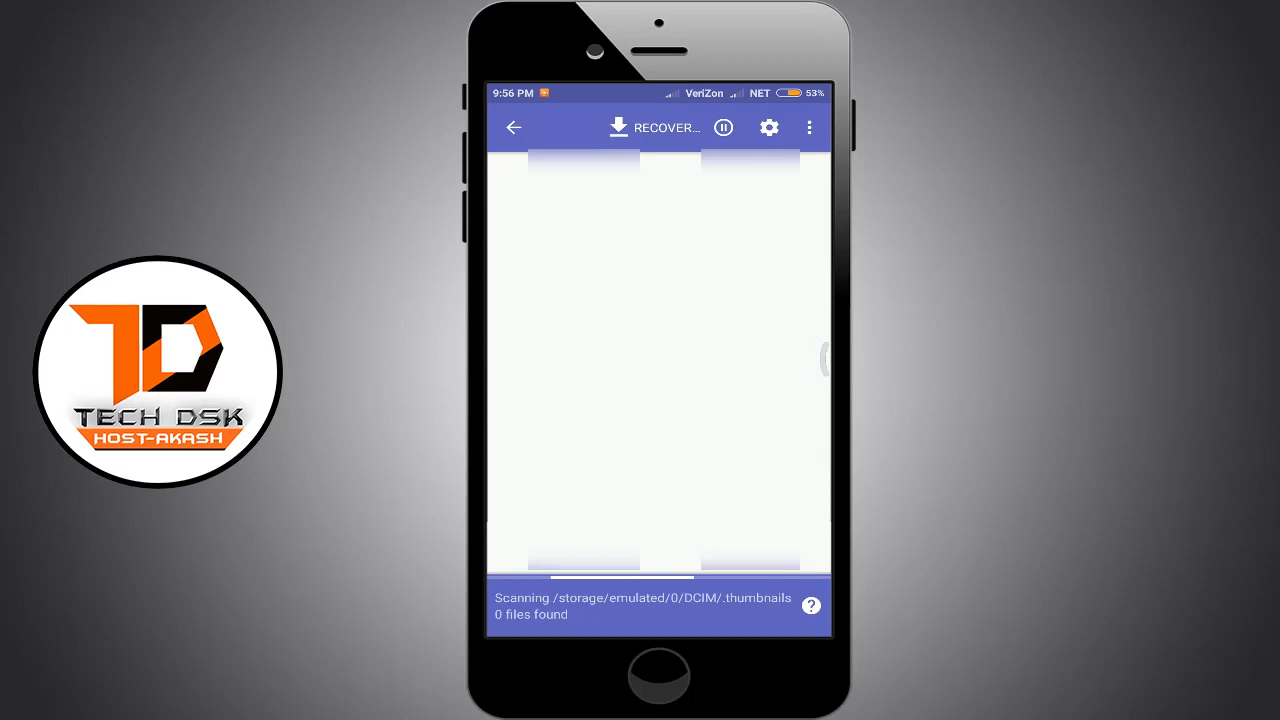 9:56 PM VeriZon NET 53%
RECOVER...
TECH DSK
HOST-AKASH
Scanning /storage/emulated/0/DCIM/.thumbnails
0 files found